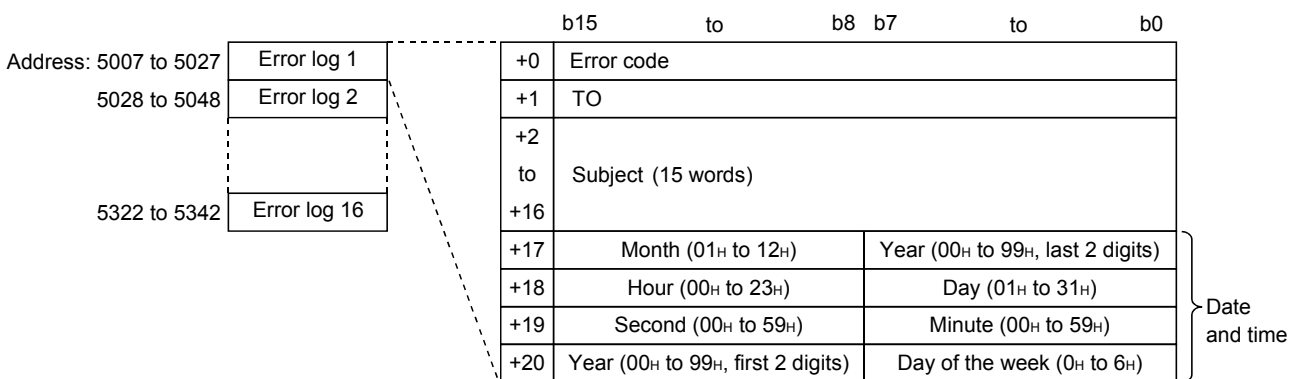 b15 to b8 b7 to b0
Address: 5007 to 5027 Error log 1 +0 Error code
5028 to 5048 Error log 2 +1 TO
+2
to Subject (15 words)
5322 to 5342 Error log 16 +16
+17 Month (01H to 12H) Year (00H to 99H, last 2 digits)
+18 Hour (00H to 23H) Day (01H to 31H)
+19 Second (00H to 59H) Minute (00H to 59H)
+20 Year (00H to 99H, first 2 digits) Day of the week (0H to 6H)
Date
and time